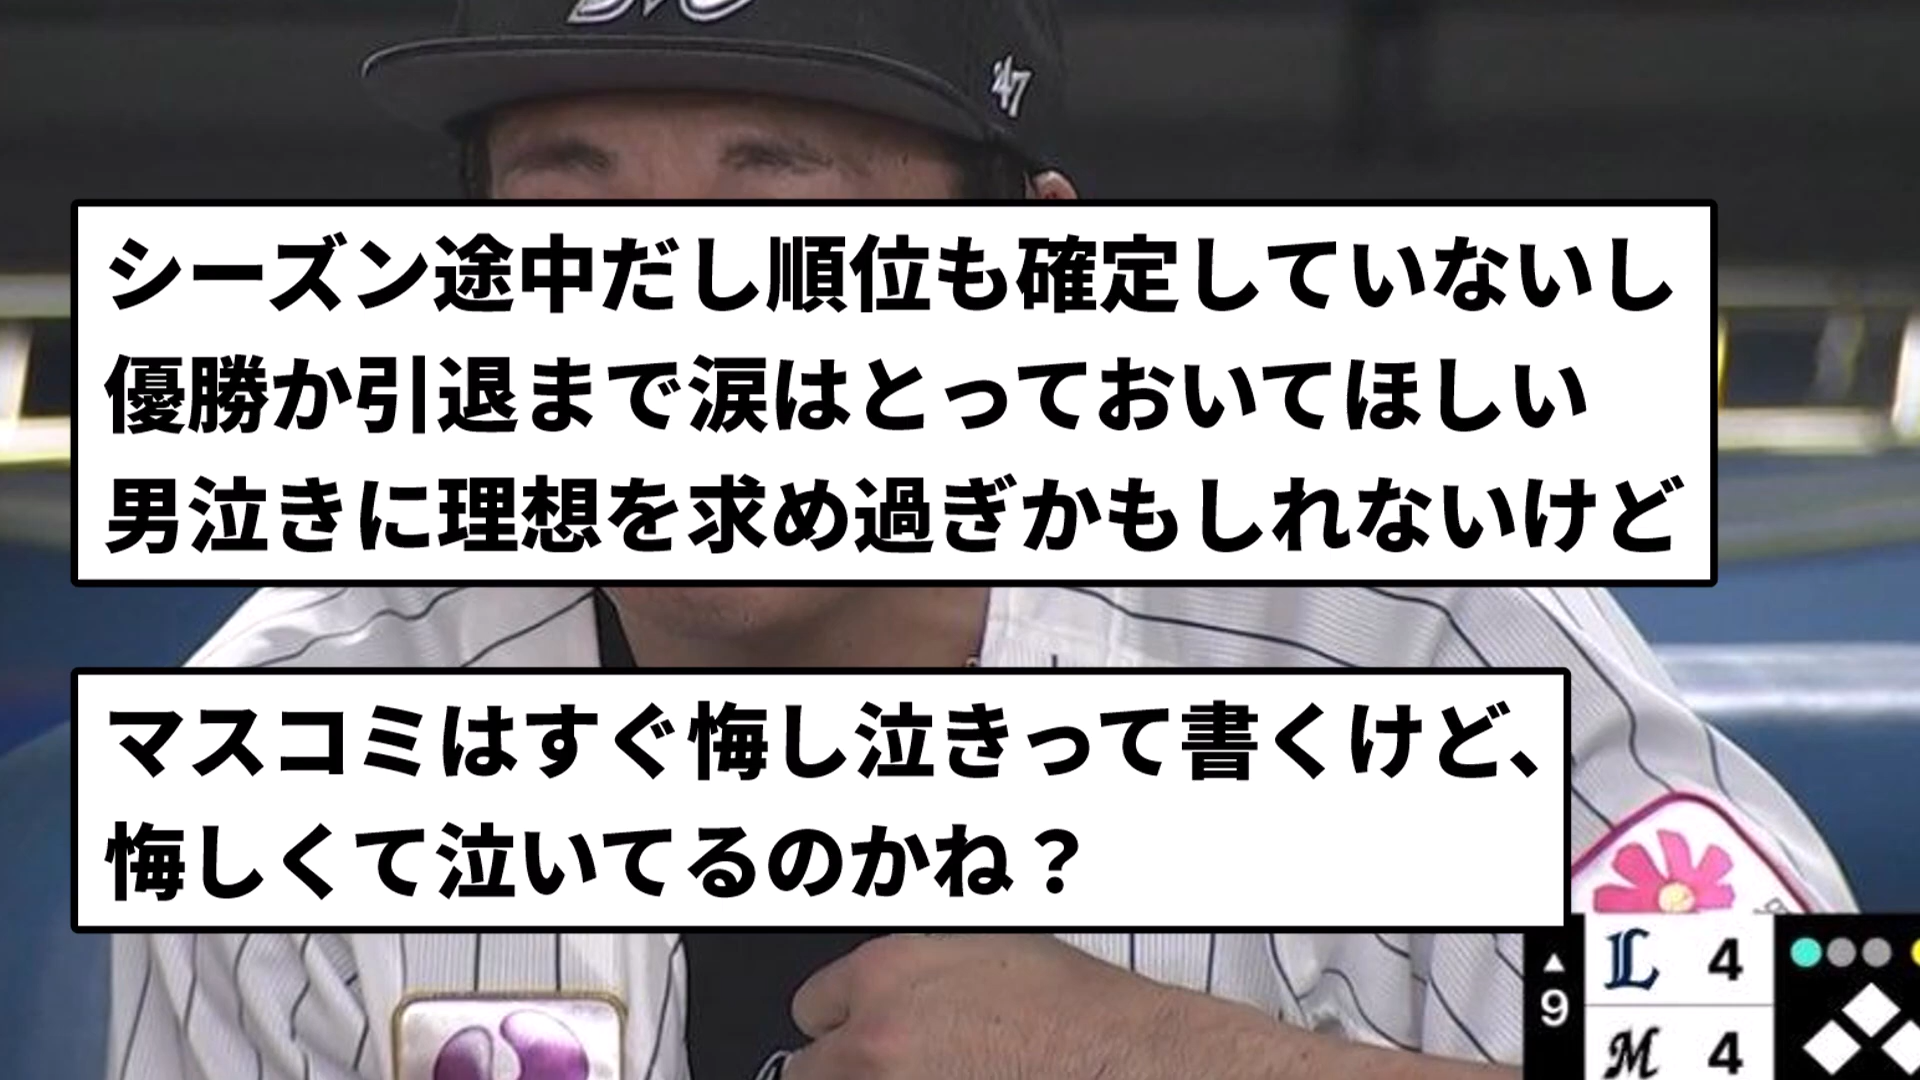 47
シーズン途中だし順位も確定していないし
優勝か引退まで涙はとっておいてほしい
男泣きに理想を求め過ぎかもしれないけど
マスコミはすぐ悔し泣きって書くけど、
悔しくて泣いてるのかね？
▲
9
L 4
M 4